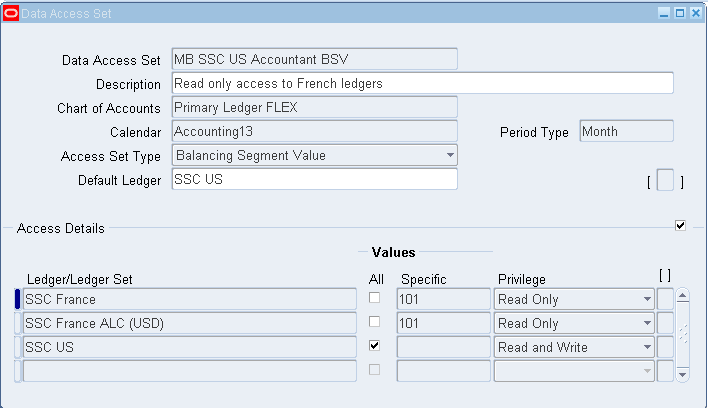 Data Access Set
Data Access Set MB SSC US Accountant BSV
Description Read only access to French ledgers
Chart of Accounts Primary Ledger FLEX
Calendar Accounting13 Period Type Month
Access Set Type Balancing Segment Value
Default Ledger SSC US [ ]
Access Details
Values
Ledger/Ledger Set All Specific Privilege [ ]
SSC France 101 Read Only
SSC France ALC (USD) 101 Read Only
SSC US Read and Write